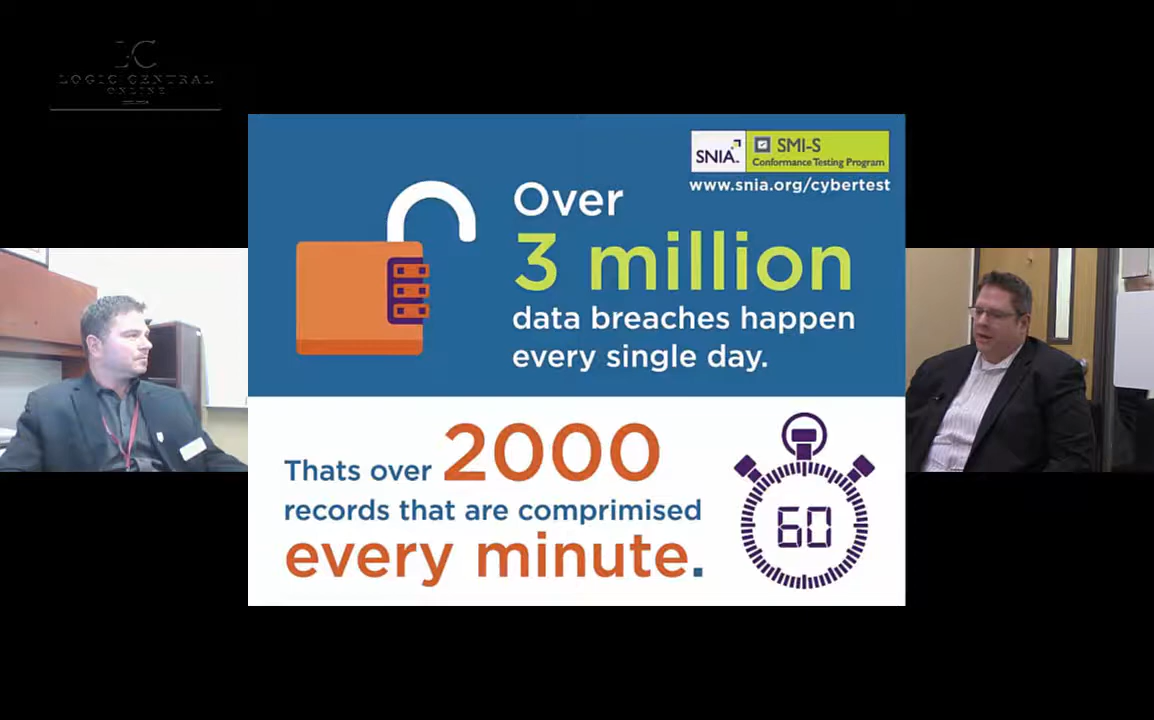 LC
LOGIC CENTRAL
ONLINE
SNIA
SMI-S
Conformance Testing Program
www.snia.org/cybertest
Over
3 million
data breaches happen
every single day.
Thats over 2000
records that are comprimised
every minute.
60